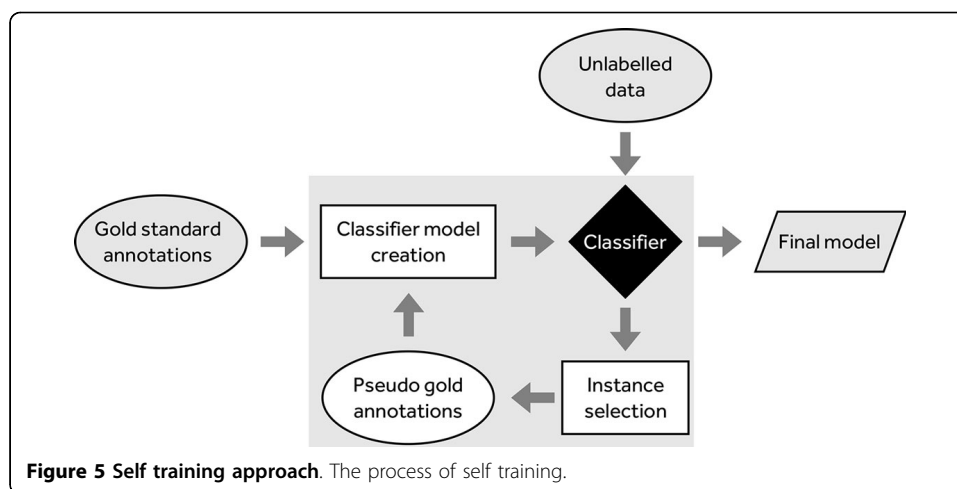 Unlabelled
data
Gold standard
annotations
Classifier model
creation
Classifier
Final model
Pseudo gold
annotations
Instance
selection
Figure 5 Self training approach. The process of self training.